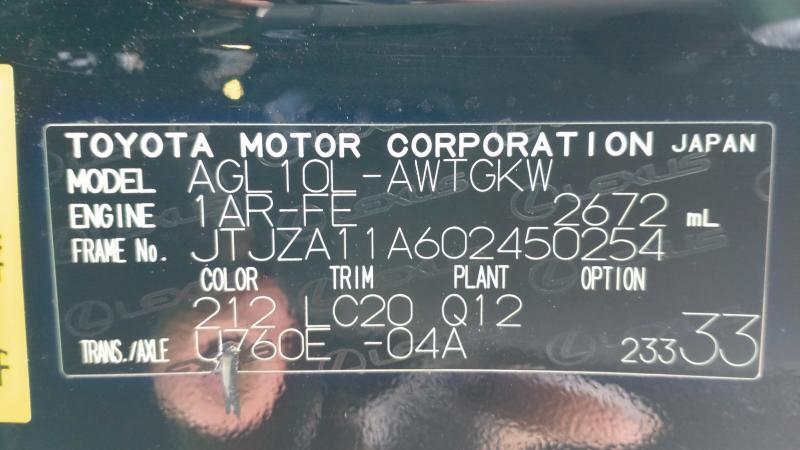 TOYOTA MOTOR CORPORATION JAPAN
MODEL AGL10L-AWTGKW
ENGINE 1AR-FE 2672 mL
FRAME No. JTJZA11A602450254
COLOR TRIM PLANT OPTION
212 LC20 Q12
TRANS./AXLE U760E -04A 233 33